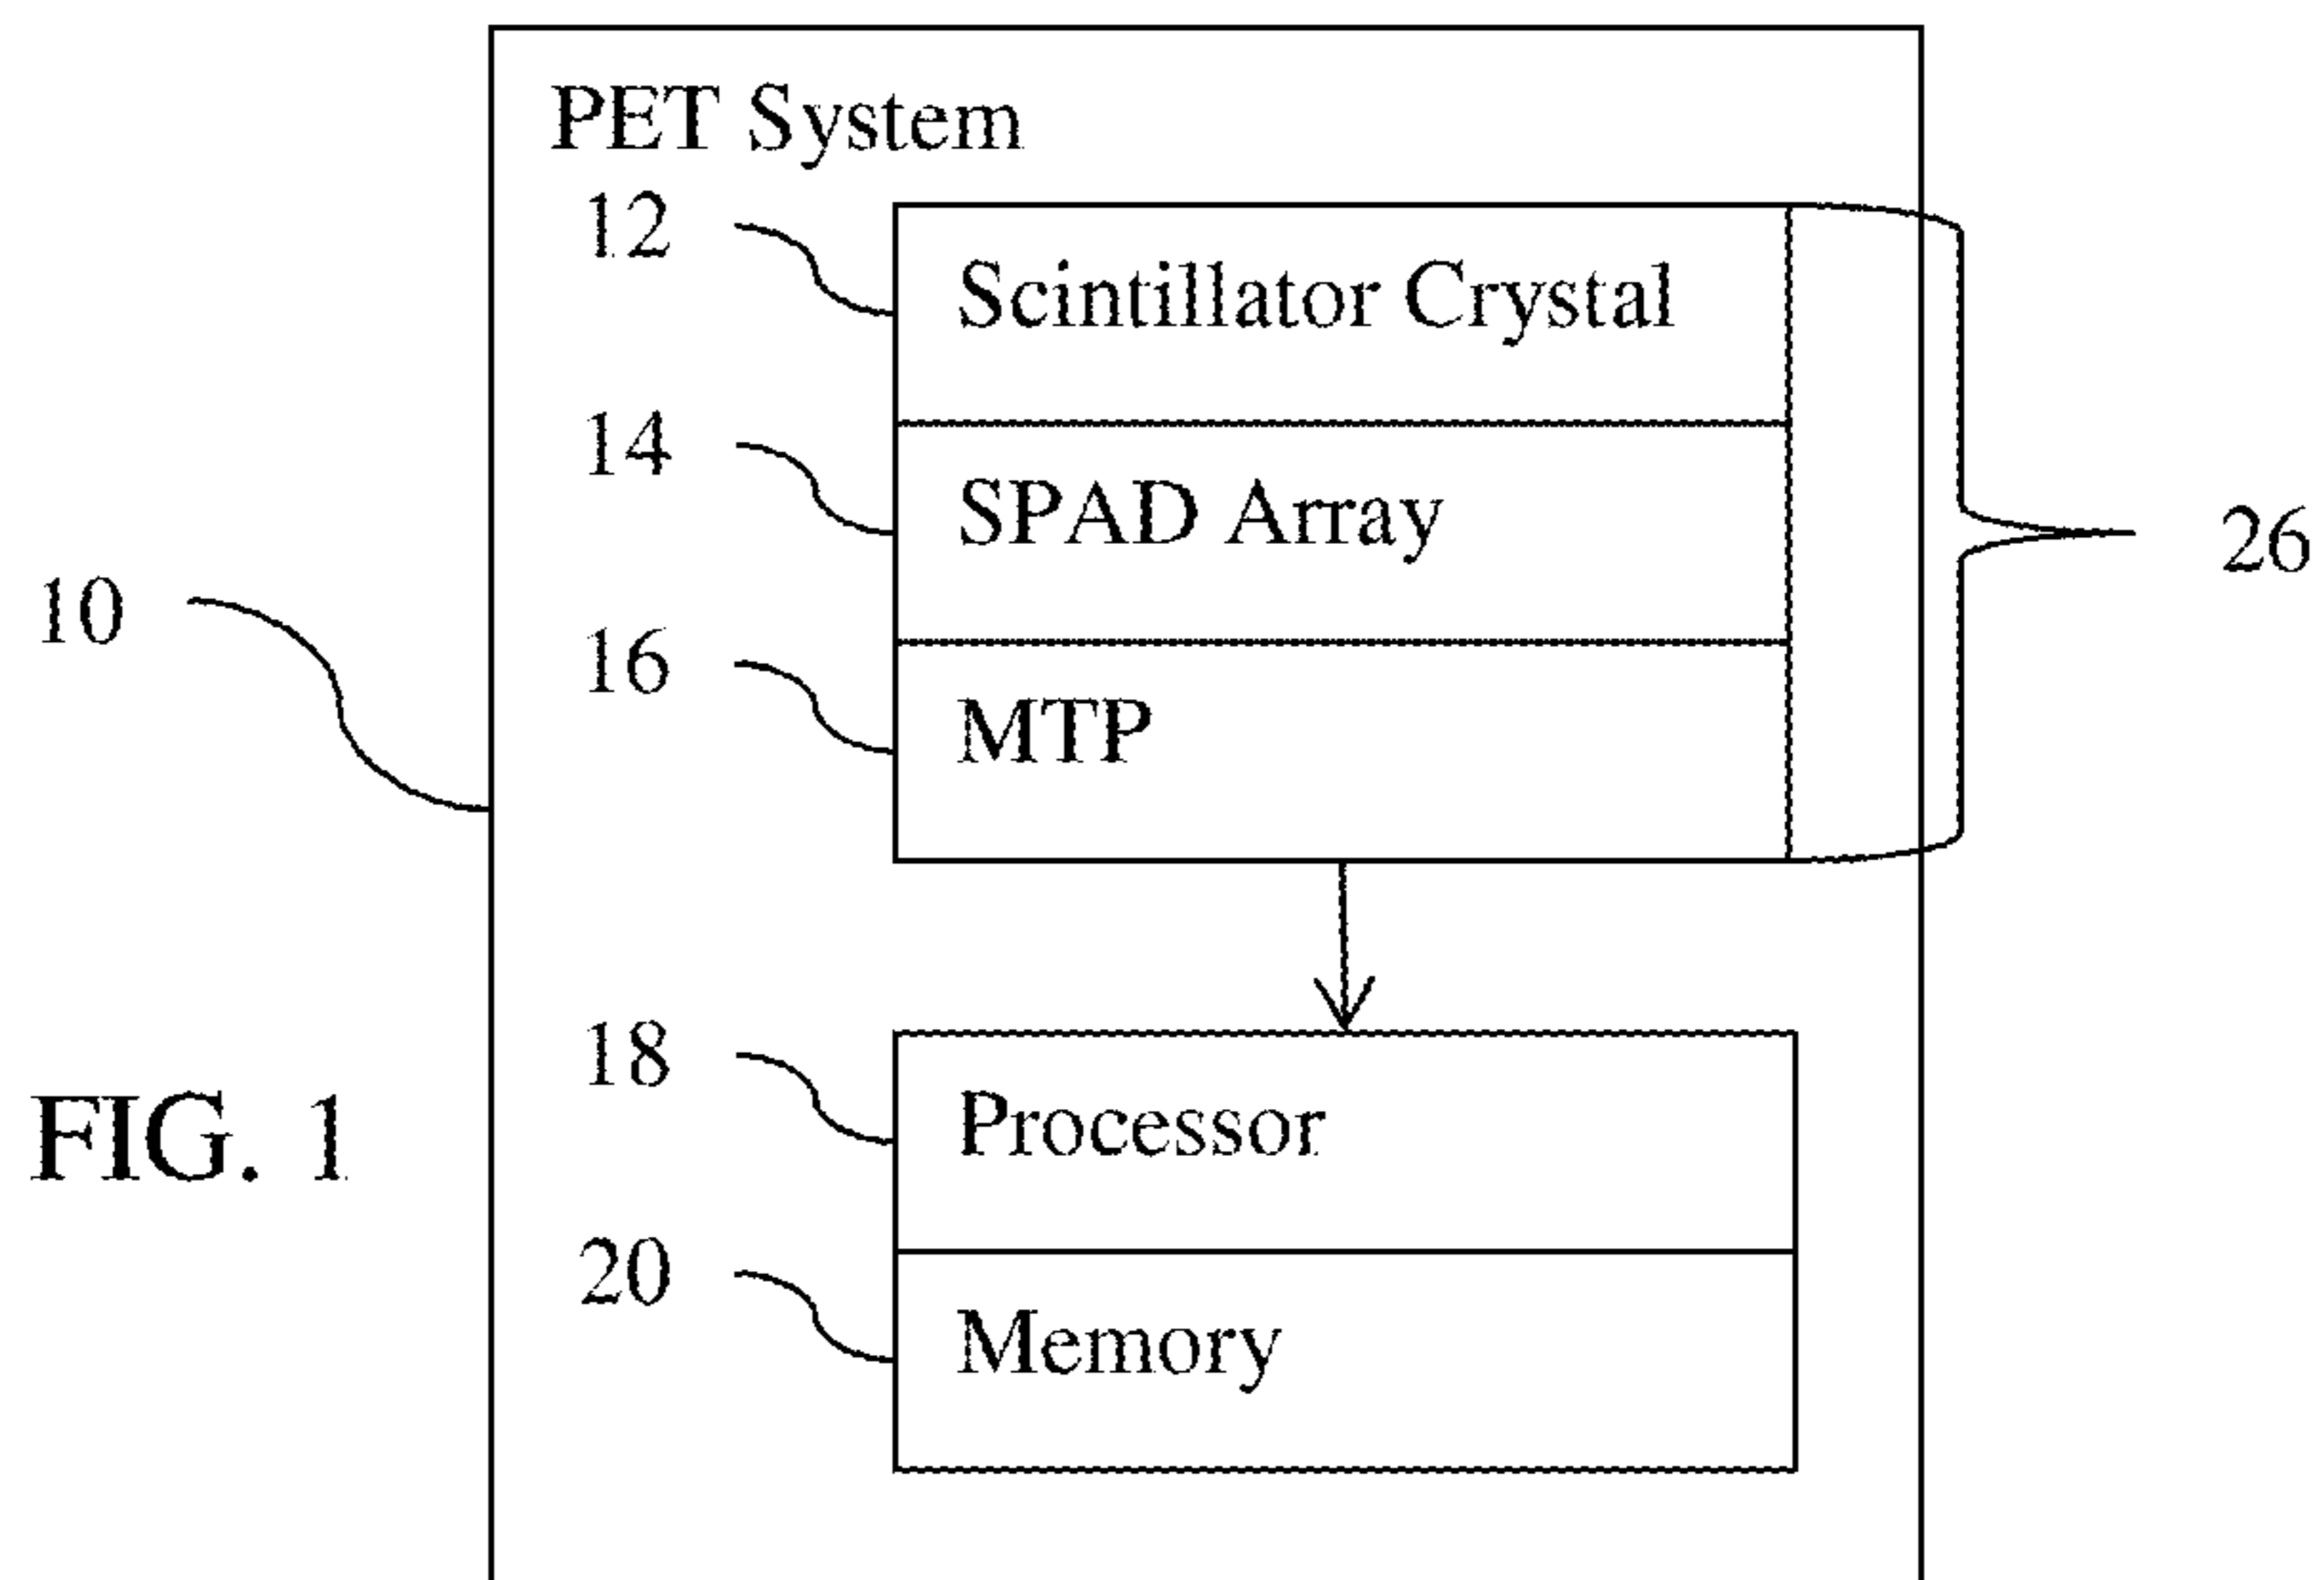 PET System
12
Scintillator Crystal
14
SPAD Array
26
10
16
MTP
18
Processor
FIG. 1
20
Memory